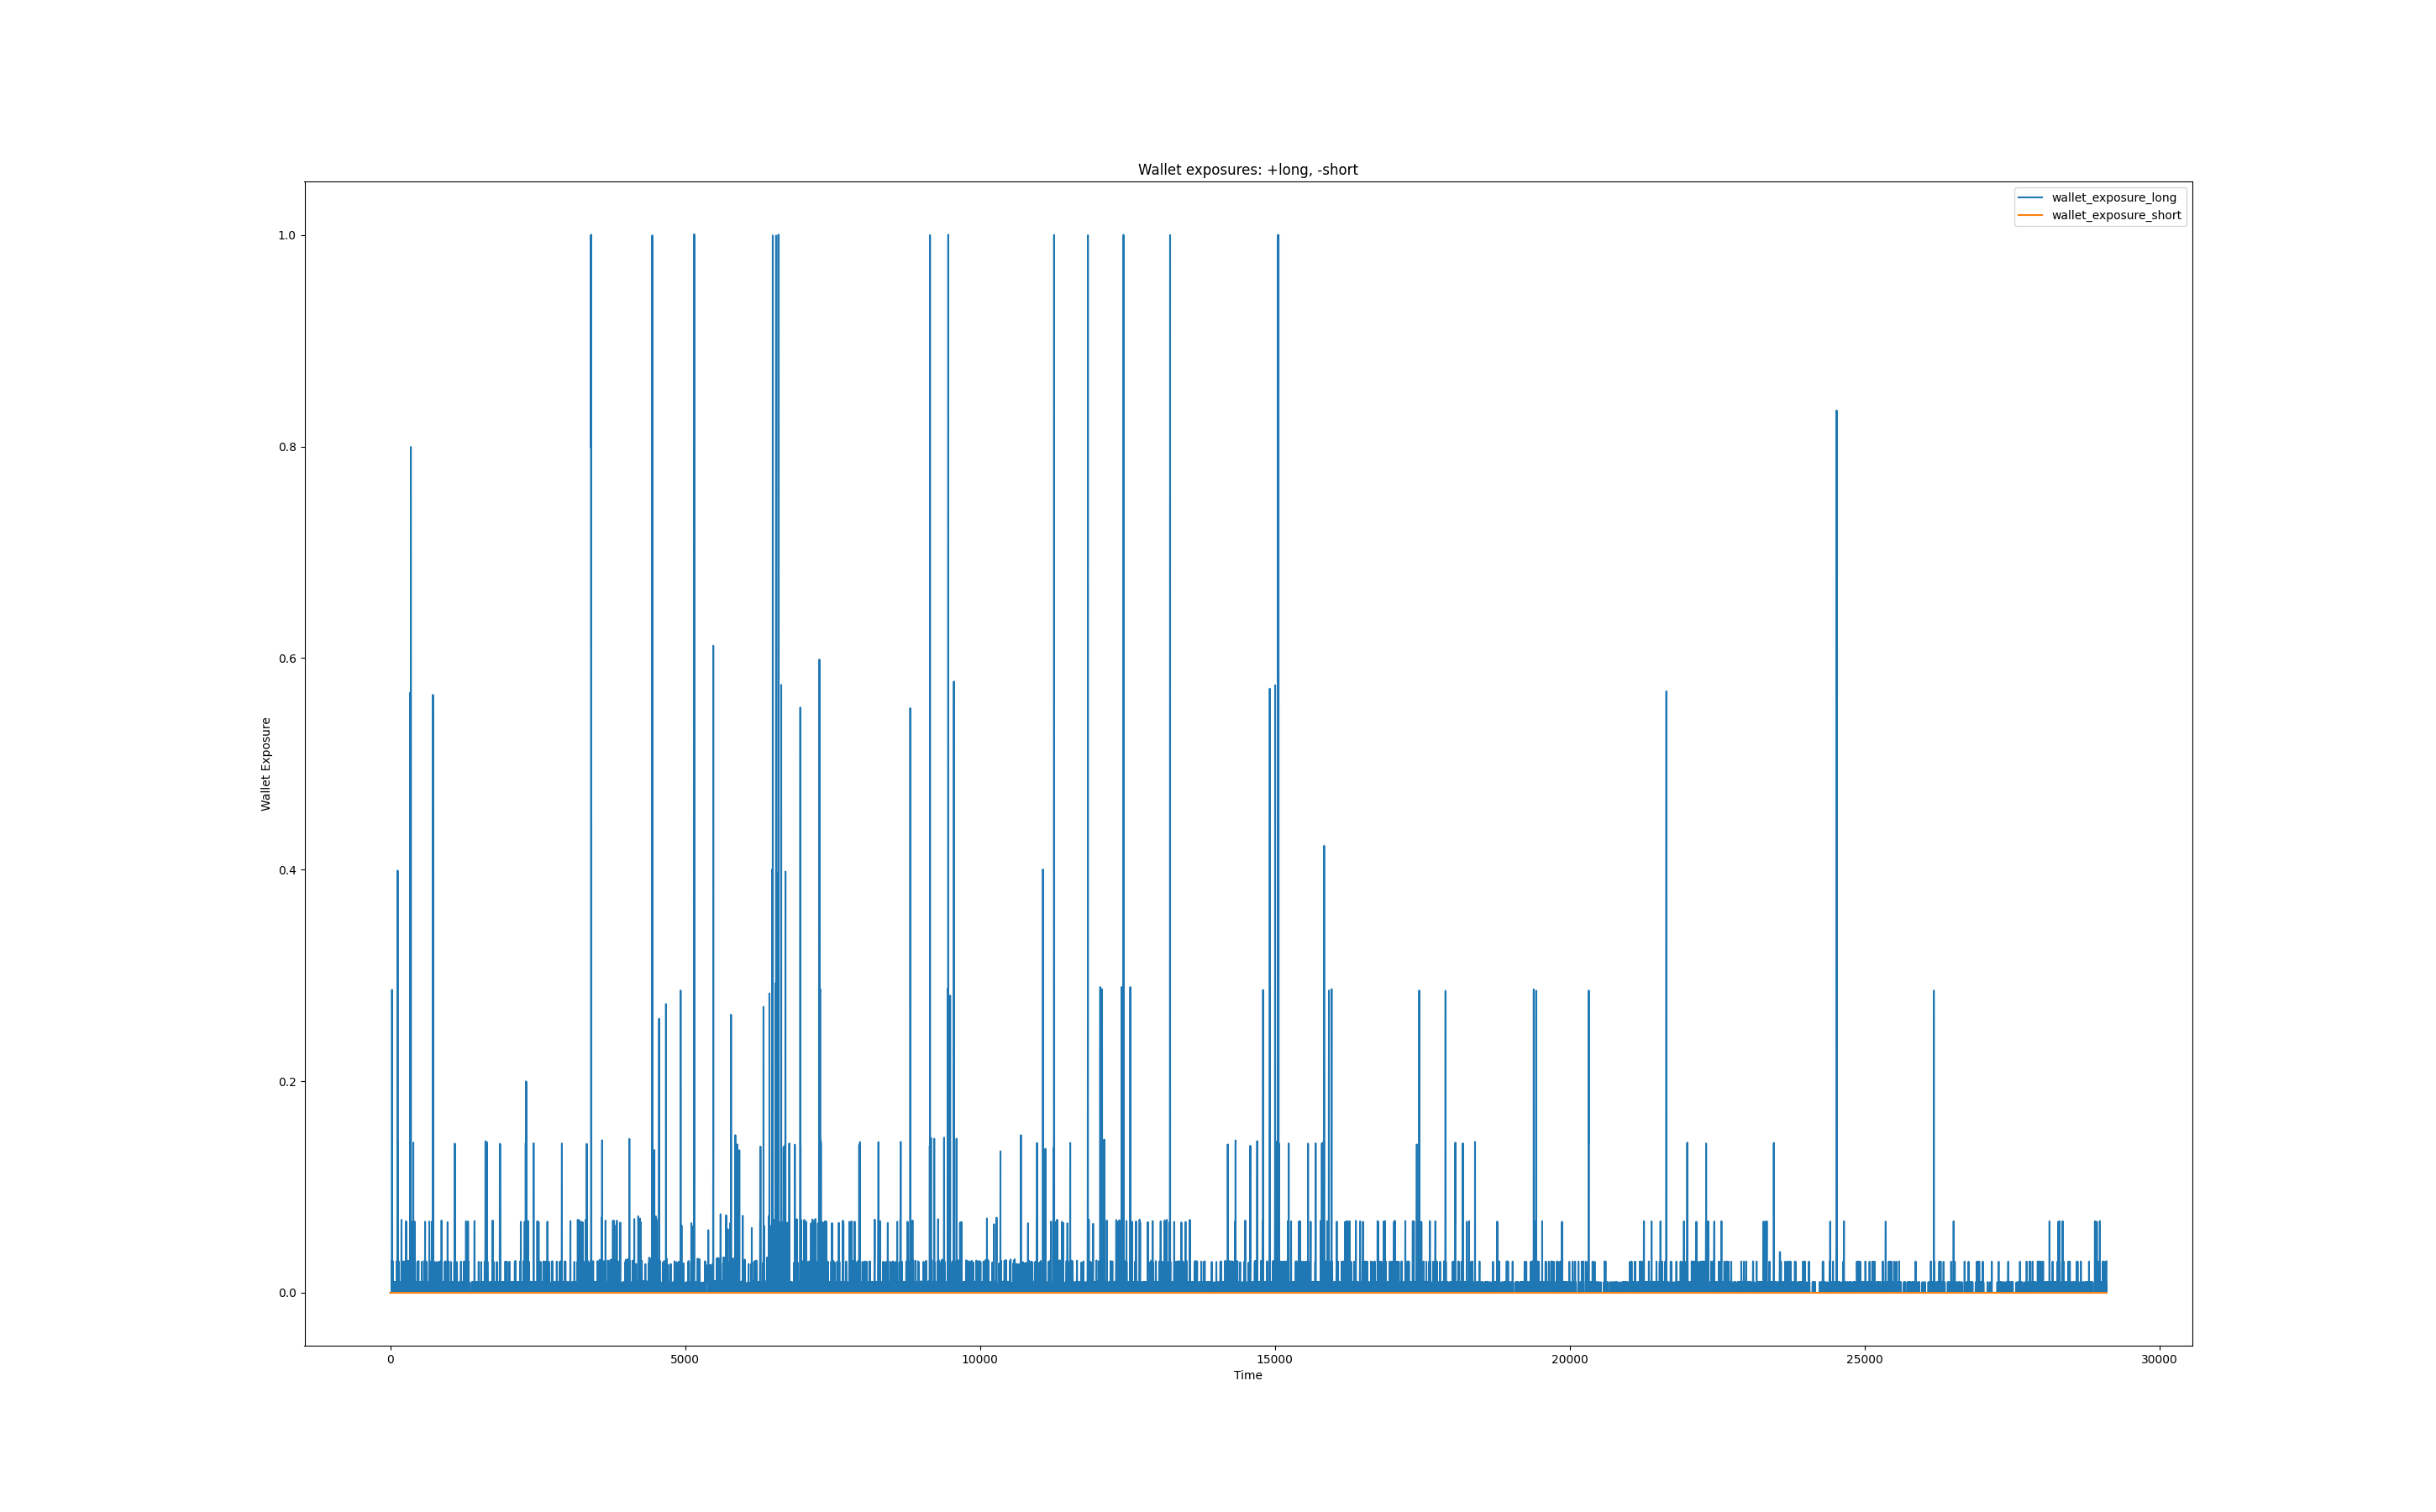 Wallet exposures: +long, -short
wallet_exposure_long
wallet_exposure_short
1.0
0.8
0.6
0.4
0.2
0.0
Wallet Exposure
0
5000
10000
15000
20000
25000
30000
Time